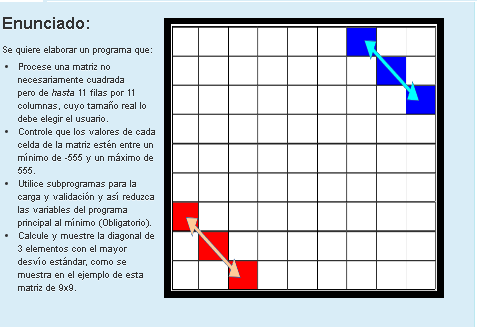 Enunciado:
Se quiere elaborar un programa que:
Procese una matriz no
necesariamente cuadrada
pero de hasta 11 filas por 11
columnas, cuyo tamaño real lo
debe elegir el usuario.
Controle que los valores de cada
celda de la matriz estén entre un
mínimo de -555 y un máximo de
555.
Utilice subprogramas para la
carga y validación y así reduzca
las variables del programa
principal al mínimo (Obligatorio).
Calcule y muestre la diagonal de
3 elementos con el mayor
desvío estándar, como se
muestra en el ejemplo de esta
matriz de 9x9.